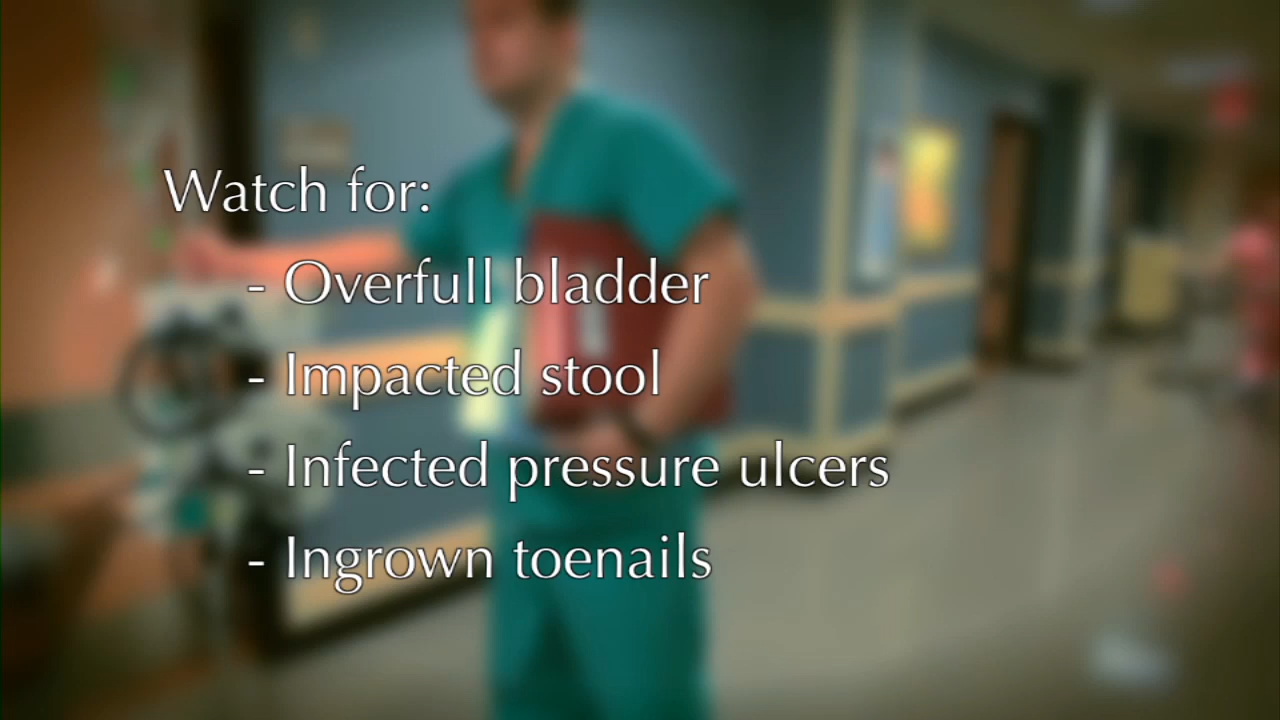 Watch for:
- Overfull bladder
- Impacted stool
- Infected pressure ulcers
- Ingrown toenails